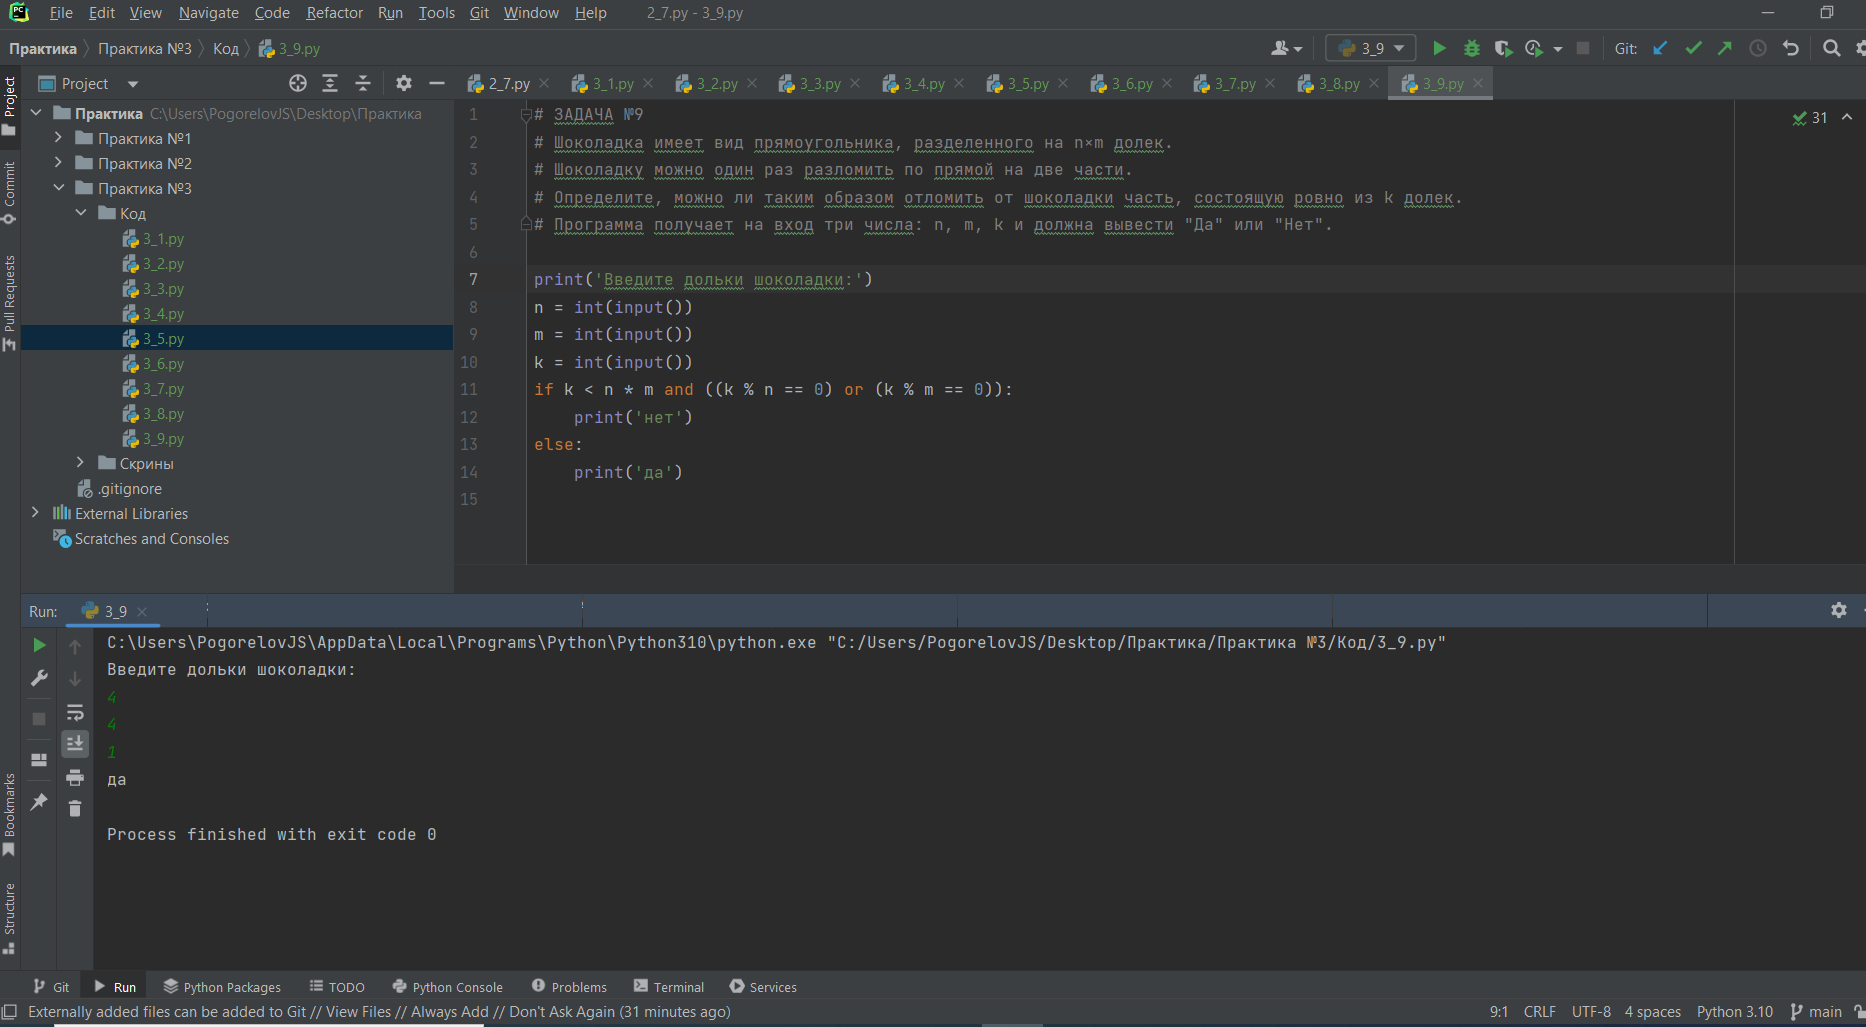 File Edit View Navigate Code Refactor Run Tools Git Window Help 2_7.py - 3_9.py
Практика Практика №3 Код 3_9.py 3_9 Git:
Project 2_7.py 3_1.py 3_2.py 3_3.py 3_4.py 3_5.py 3_6.py 3_7.py 3_8.py 3_9.py
Project
Commit
Pull Requests
Bookmarks
Structure
Практика C:\Users\PogorelovJS\Desktop\Практика
Практика №1
Практика №2
Практика №3
Код
3_1.py
3_2.py
3_3.py
3_4.py
3_5.py
3_6.py
3_7.py
3_8.py
3_9.py
Скрины
.gitignore
External Libraries
Scratches and Consoles
1 # ЗАДАЧА №9
2 # Шоколадка имеет вид прямоугольника, разделенного на n×m долек.
3 # Шоколадку можно один раз разломить по прямой на две части.
4 # Определите, можно ли таким образом отломить от шоколадки часть, состоящую ровно из k долек.
5 # Программа получает на вход три числа: n, m, k и должна вывести "Да" или "Нет".
6
7 print('Введите дольки шоколадки:')
8 n = int(input())
9 m = int(input())
10 k = int(input())
11 if k < n * m and ((k % n == 0) or (k % m == 0)):
12 print('нет')
13 else:
14 print('да')
15
31
Run: 3_9
C:\Users\PogorelovJS\AppData\Local\Programs\Python\Python310\python.exe "C:/Users/PogorelovJS/Desktop/Практика/Практика №3/Код/3_9.py"
Введите дольки шоколадки:
4
4
1
да
Process finished with exit code 0
Git Run Python Packages TODO Python Console Problems Terminal Services
Externally added files can be added to Git // View Files // Always Add // Don't Ask Again (31 minutes ago) 9:1 CRLF UTF-8 4 spaces Python 3.10 main